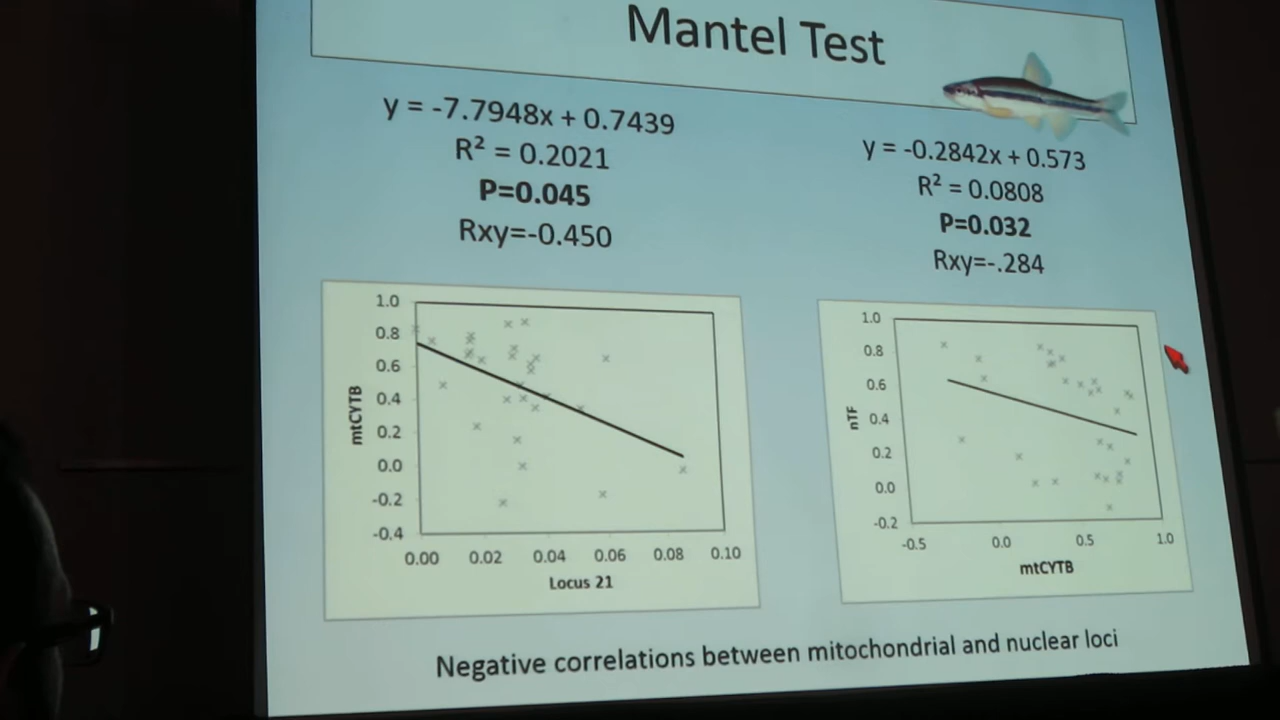 Mantel Test
y = -7.7948x + 0.7439
R² = 0.2021
P=0.045
Rxy=-0.450
y = -0.2842x + 0.573
R² = 0.0808
P=0.032
Rxy=-.284
1.0
0.8
0.6
0.4
0.2
0.0
-0.2
-0.4
mtCYTB
0.00 0.02 0.04 0.06 0.08 0.10
Locus 21
1.0
0.8
0.6
0.4
0.2
0.0
-0.2
nTF
-0.5 0.0 0.5 1.0
mtCYTB
Negative correlations between mitochondrial and nuclear loci